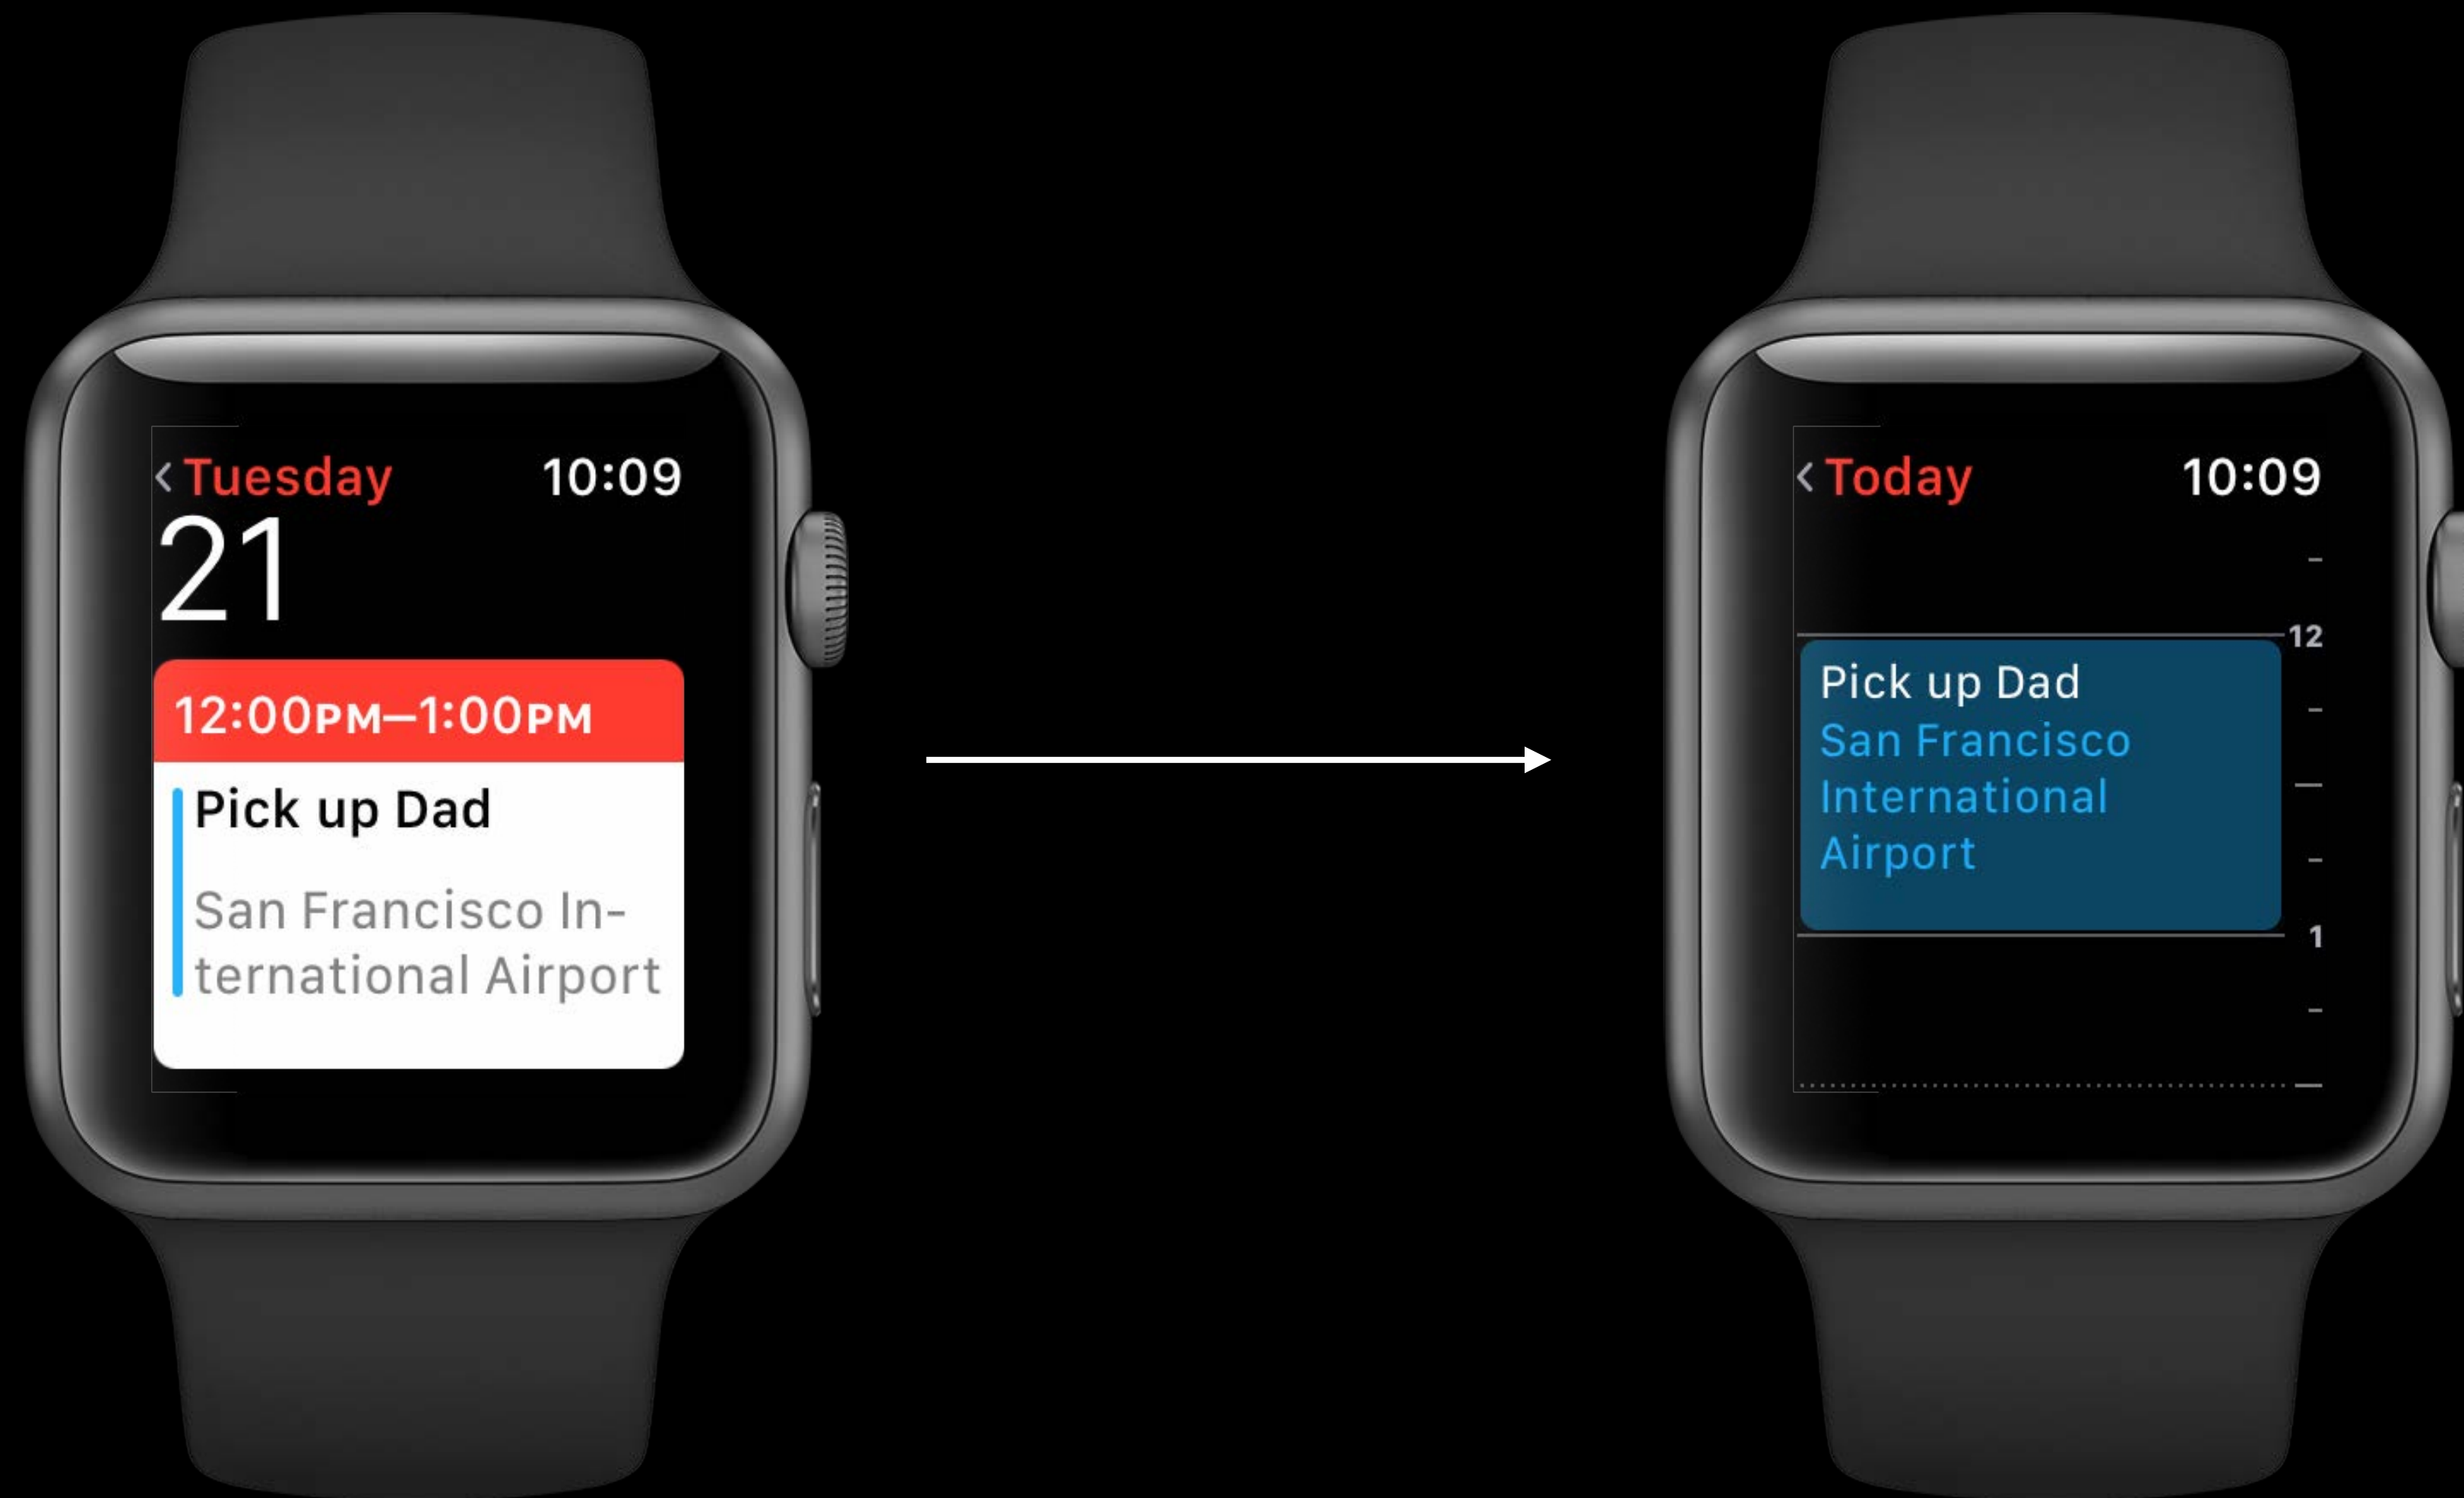 < Tuesday 10:09
21
12:00PM–1:00PM
Pick up Dad
San Francisco In-
ternational Airport
< Today 10:09
12
Pick up Dad
San Francisco
International
Airport
1